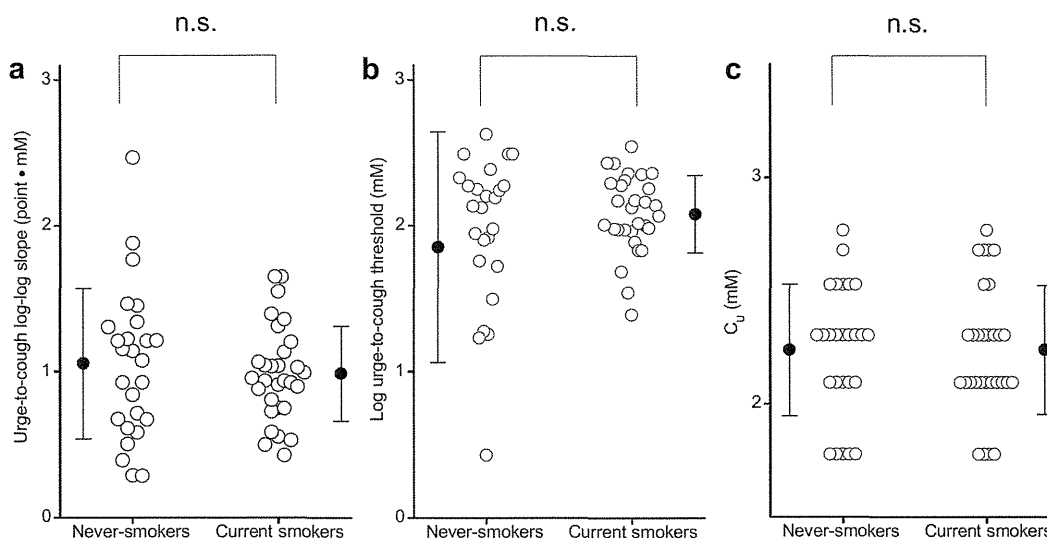 n.s.
n.s.
n.s.
a
b
c
Urge-to-cough log-log slope (point • mM)
3
2
1
0
Never-smokers
Current smokers
Log urge-to-cough threshold (mM)
3
2
1
0
Never-smokers
Current smokers
Cu (mM)
3
2
Never-smokers
Current smokers